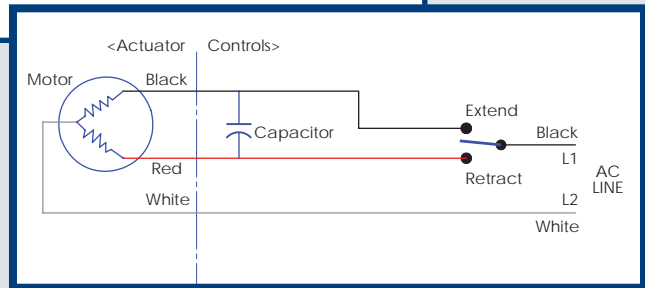 <Actuator Controls>
Motor
Black
Extend
Capacitor
Black
L1
AC
LINE
Red
Retract
White
L2
White